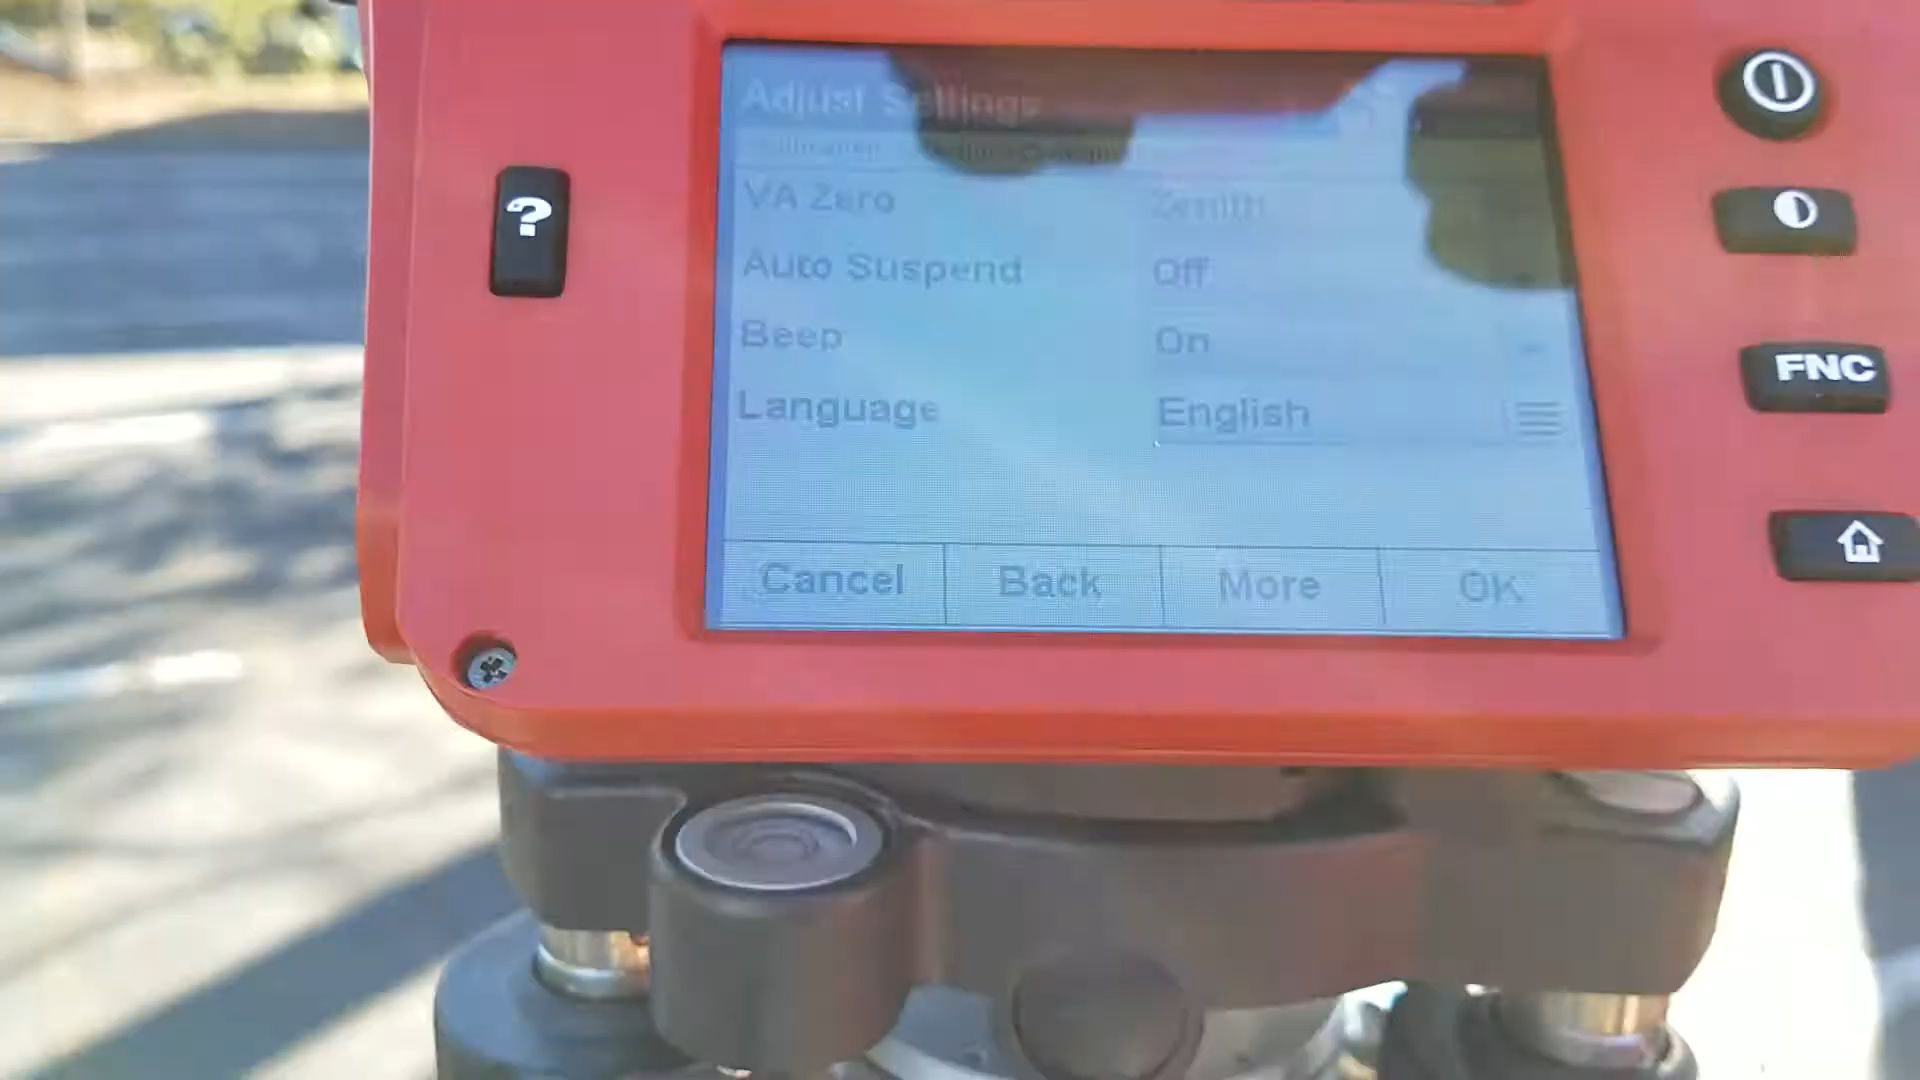 Adjust Settings
VA Zero Zenith
?
Auto Suspend Off
Beep On
FNC
Language English
Cancel Back More OK